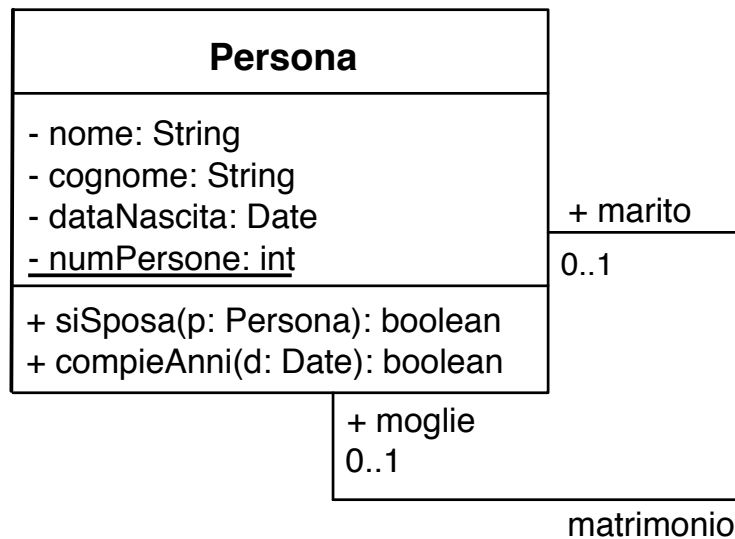 Persona
- nome: String
- cognome: String
- dataNascita: Date
- numPersone: int
+ siSposa(p: Persona): boolean
+ compieAnni(d: Date): boolean
+ marito
0..1
+ moglie
0..1
matrimonio